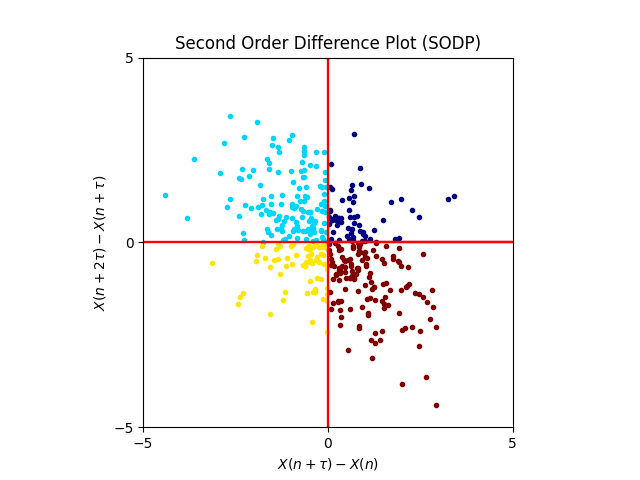 Second Order Difference Plot (SODP)
5
0
−5
X(n + 2τ) − X(n + τ)
−5
0
5
X(n + τ) − X(n)